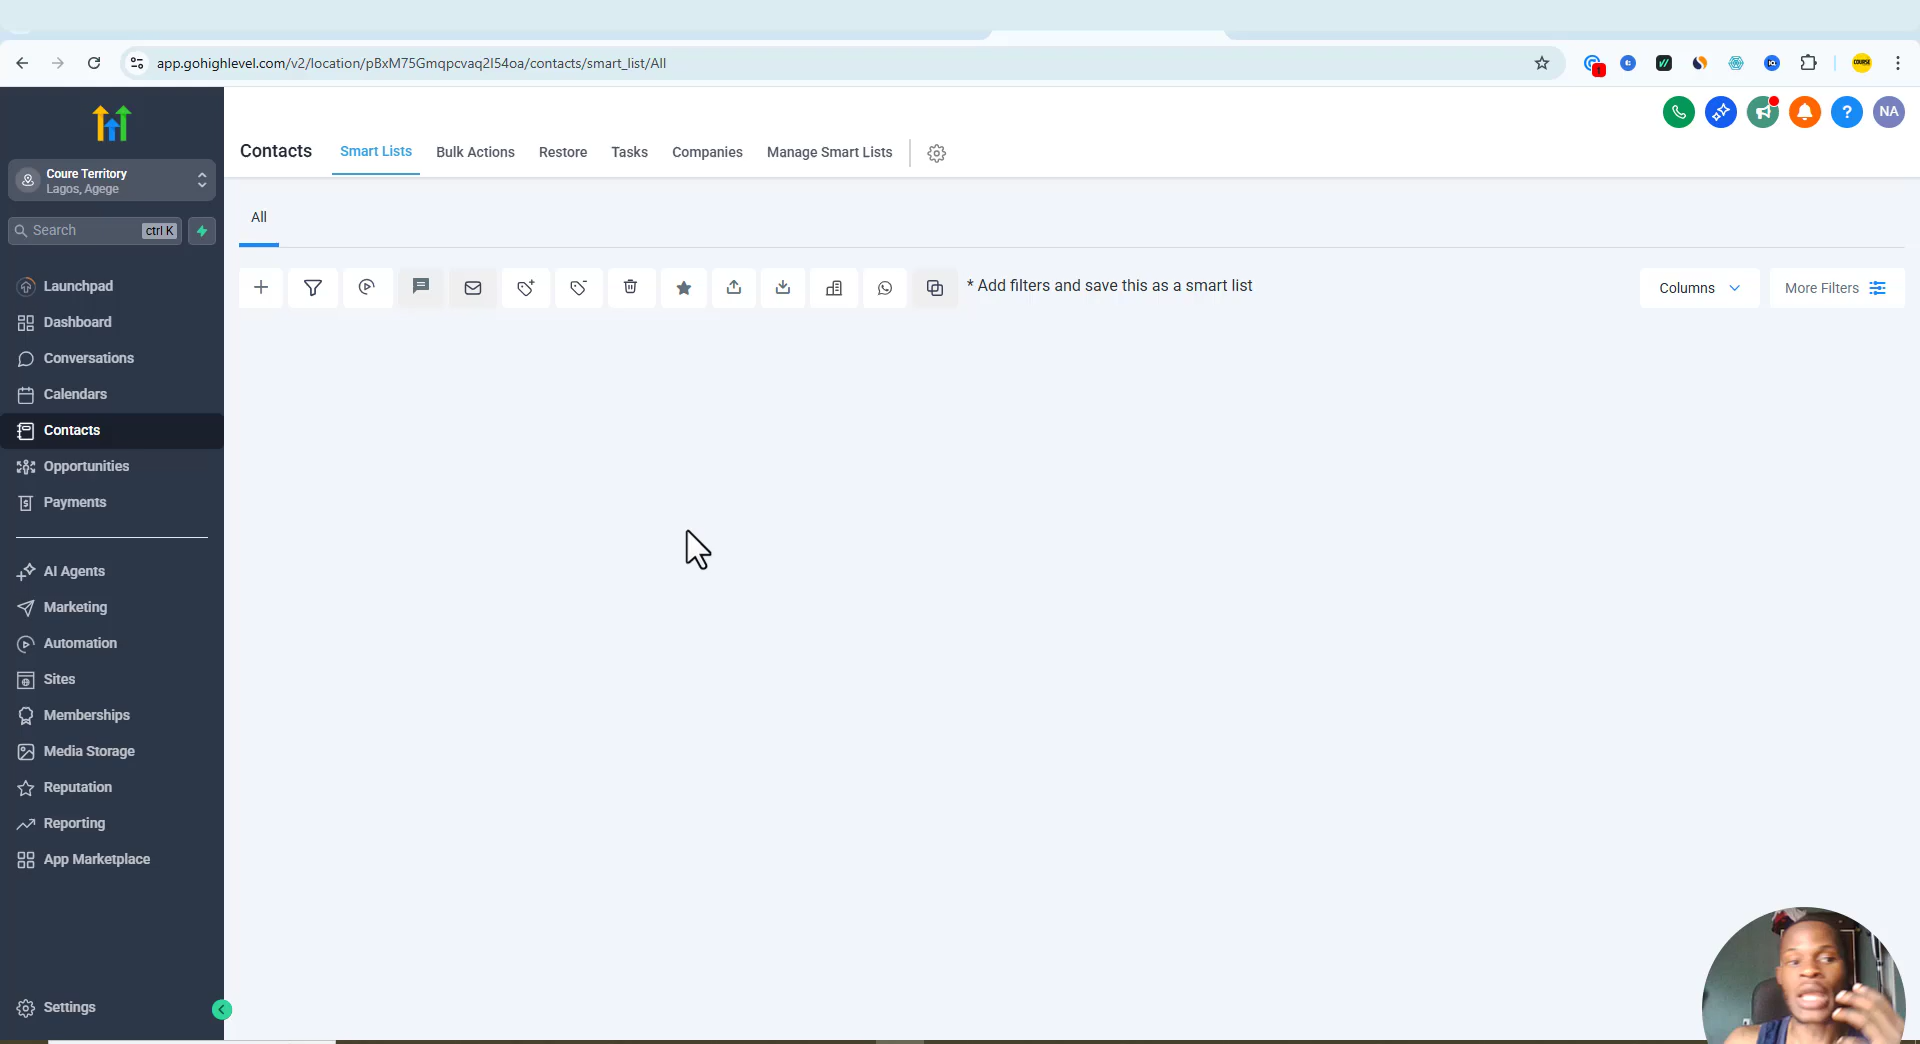 app.gohighlevel.com/v2/location/pBxM75Gmqpcvaq2I54oa/contacts/smart_list/All
COURSE
NA
Coure Territory
Lagos, Agege
Search ctrl K
Launchpad
Dashboard
Conversations
Calendars
Contacts
Opportunities
Payments
AI Agents
Marketing
Automation
Sites
Memberships
Media Storage
Reputation
Reporting
App Marketplace
Settings
Contacts Smart Lists Bulk Actions Restore Tasks Companies Manage Smart Lists
All
* Add filters and save this as a smart list
Columns
More Filters